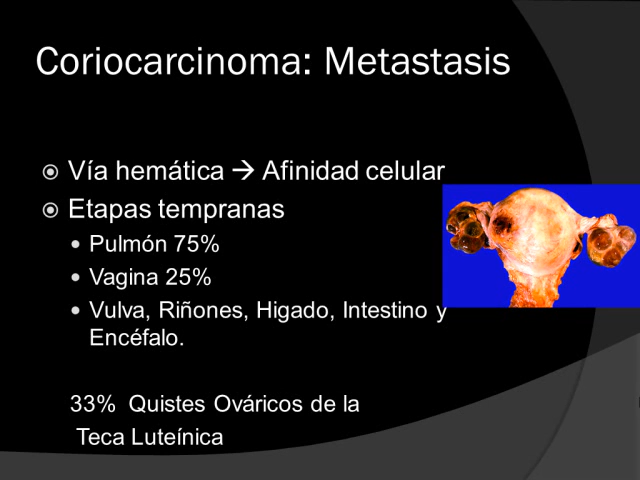 Coriocarcinoma: Metastasis
Vía hemática → Afinidad celular
Etapas tempranas
Pulmón 75%
Vagina 25%
Vulva, Riñones, Higado, Intestino y
Encéfalo.
33% Quistes Ováricos de la
Teca Luteínica